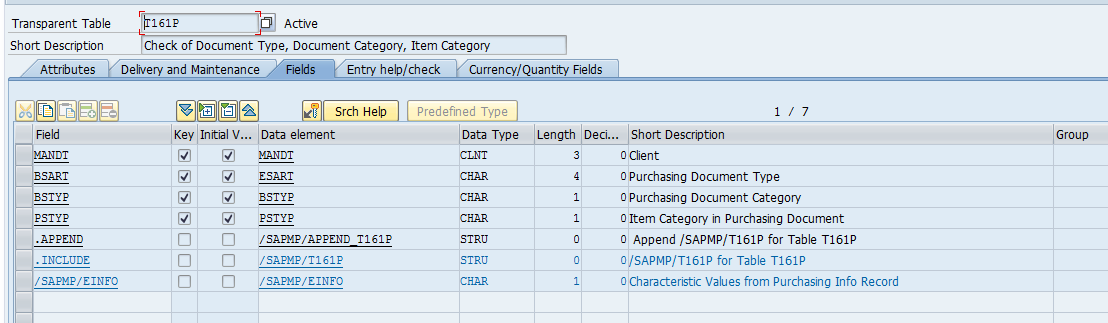 Transparent Table T161P Active
Short Description Check of Document Type, Document Category, Item Category
Attributes Delivery and Maintenance Fields Entry help/check Currency/Quantity Fields
Srch Help Predefined Type 1 / 7
Field Key Initial V... Data element Data Type Length Deci... Short Description Group
MANDT MANDT CLNT 3 0 Client
BSART ESART CHAR 4 0 Purchasing Document Type
BSTYP BSTYP CHAR 1 0 Purchasing Document Category
PSTYP PSTYP CHAR 1 0 Item Category in Purchasing Document
.APPEND /SAPMP/APPEND_T161P STRU 0 0 Append /SAPMP/T161P for Table T161P
.INCLUDE /SAPMP/T161P STRU 0 0 /SAPMP/T161P for Table T161P
/SAPMP/EINFO /SAPMP/EINFO CHAR 1 0 Characteristic Values from Purchasing Info Record